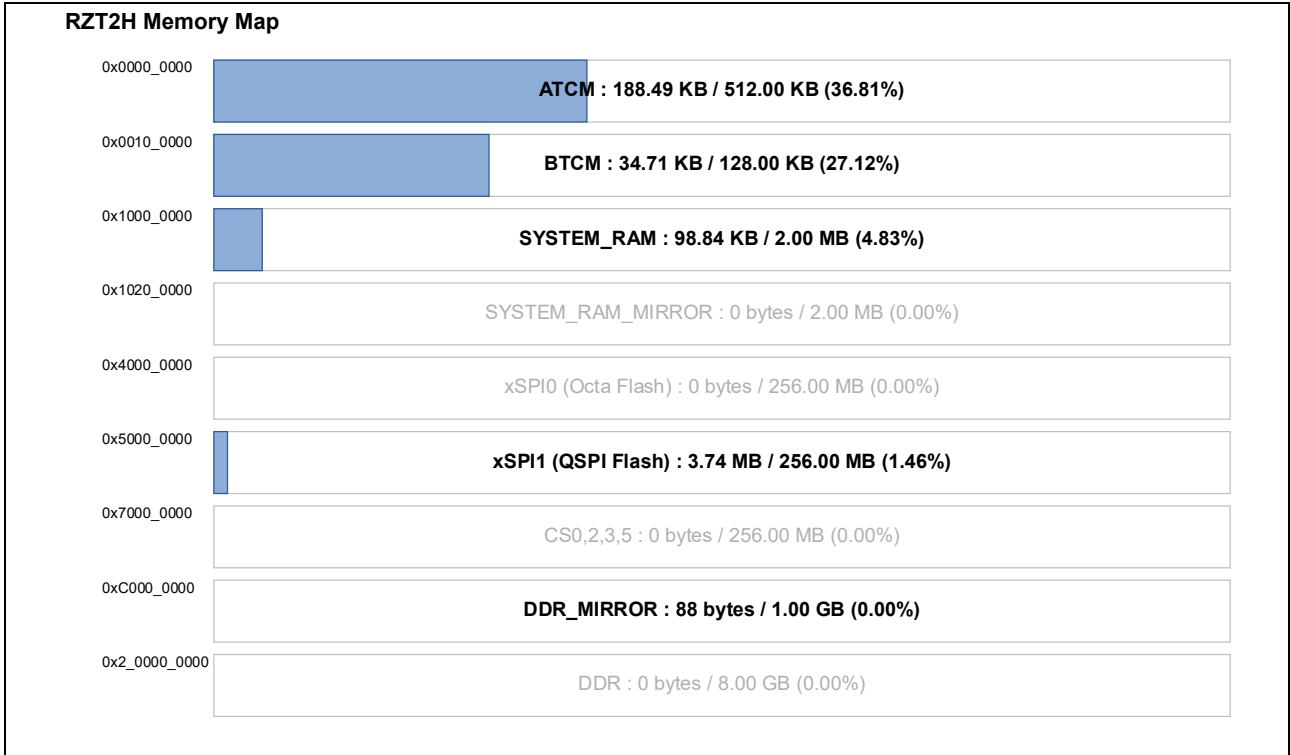 RZT2H Memory Map
0x0000_0000
ATCM : 188.49 KB / 512.00 KB (36.81%)
0x0010_0000
BTCM : 34.71 KB / 128.00 KB (27.12%)
0x1000_0000
SYSTEM_RAM : 98.84 KB / 2.00 MB (4.83%)
0x1020_0000
SYSTEM_RAM_MIRROR : 0 bytes / 2.00 MB (0.00%)
0x4000_0000
xSPI0 (Octa Flash) : 0 bytes / 256.00 MB (0.00%)
0x5000_0000
xSPI1 (QSPI Flash) : 3.74 MB / 256.00 MB (1.46%)
0x7000_0000
CS0,2,3,5 : 0 bytes / 256.00 MB (0.00%)
0xC000_0000
DDR_MIRROR : 88 bytes / 1.00 GB (0.00%)
0x2_0000_0000
DDR : 0 bytes / 8.00 GB (0.00%)